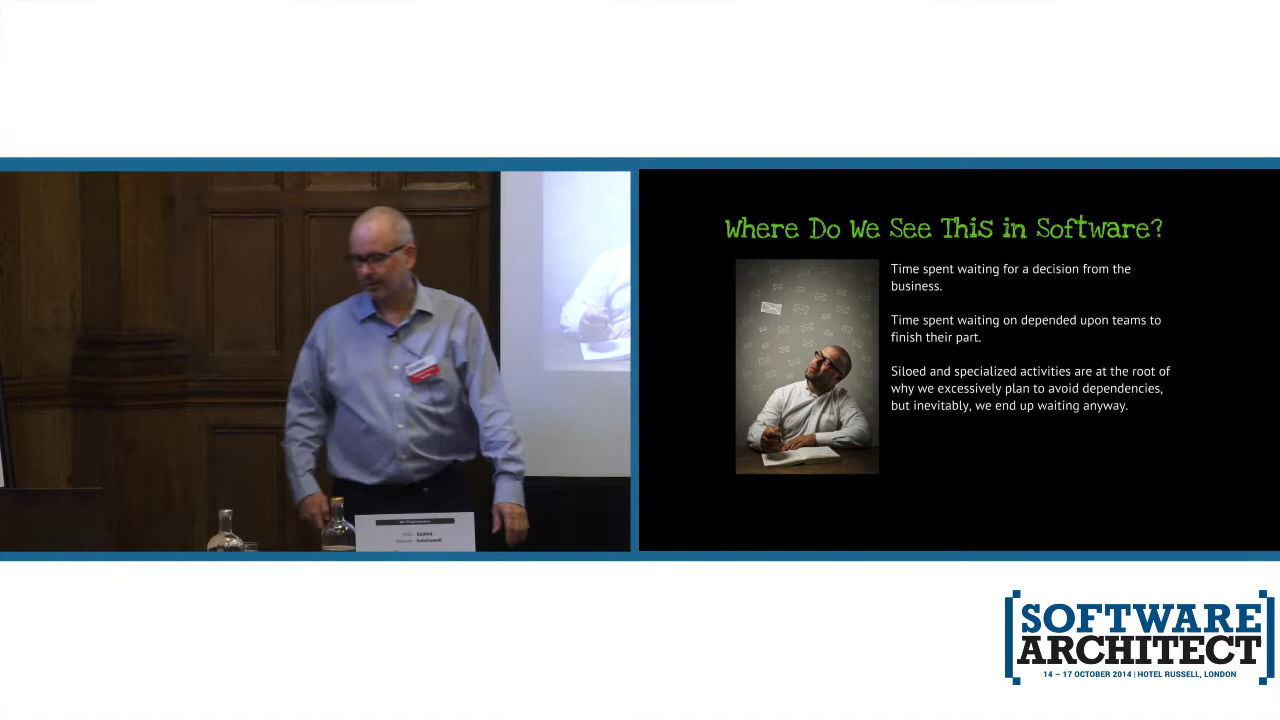 Where Do We See This in Software?
Time spent waiting for a decision from the
business.
Time spent waiting on depended upon teams to
finish their part.
Siloed and specialized activities are at the root of
why we excessively plan to avoid dependencies,
but inevitably, we end up waiting anyway.
SOFTWARE
ARCHITECT
14 – 17 OCTOBER 2014 | HOTEL RUSSELL, LONDON